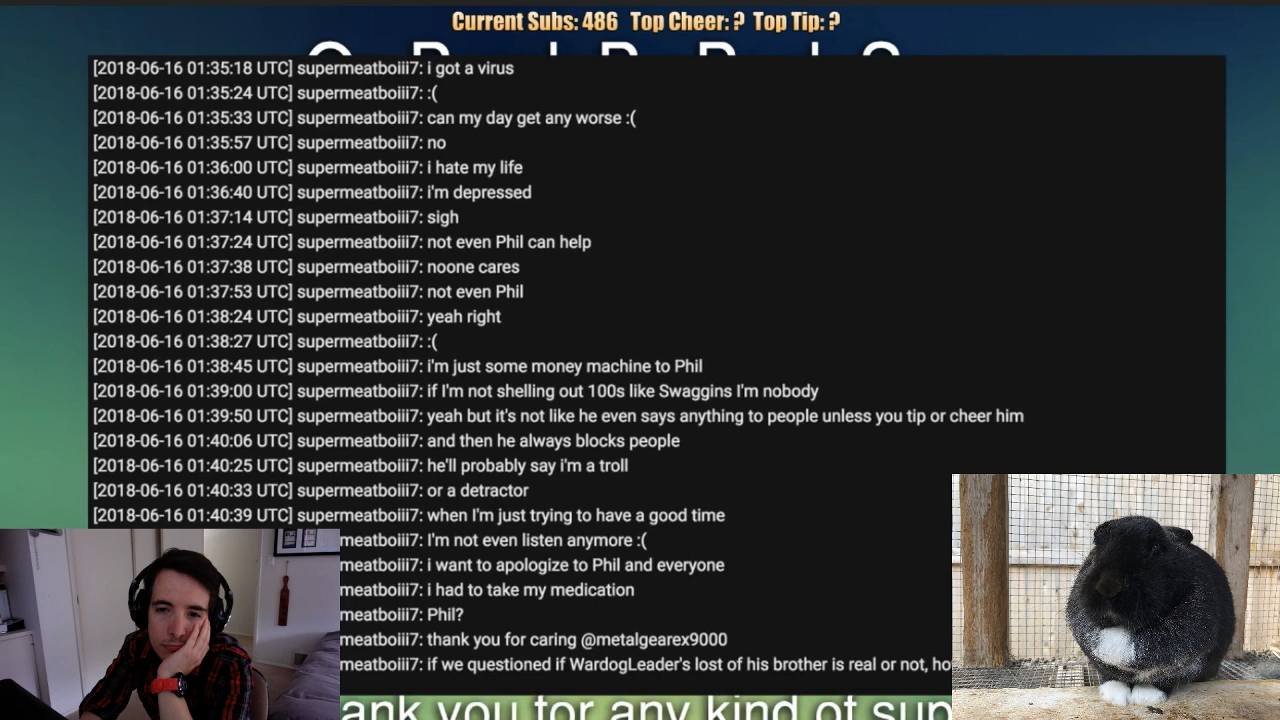 Current Subs: 486 Top Cheer: ? Top Tip: ?
[2018-06-16 01:35:18 UTC] supermeatboiii7: i got a virus
[2018-06-16 01:35:24 UTC] supermeatboiii7: :(
[2018-06-16 01:35:33 UTC] supermeatboiii7: can my day get any worse :(
[2018-06-16 01:35:57 UTC] supermeatboiii7: no
[2018-06-16 01:36:00 UTC] supermeatboiii7: i hate my life
[2018-06-16 01:36:40 UTC] supermeatboiii7: i'm depressed
[2018-06-16 01:37:14 UTC] supermeatboiii7: sigh
[2018-06-16 01:37:24 UTC] supermeatboiii7: not even Phil can help
[2018-06-16 01:37:38 UTC] supermeatboiii7: noone cares
[2018-06-16 01:37:53 UTC] supermeatboiii7: not even Phil
[2018-06-16 01:38:24 UTC] supermeatboiii7: yeah right
[2018-06-16 01:38:27 UTC] supermeatboiii7: :(
[2018-06-16 01:38:45 UTC] supermeatboiii7: i'm just some money machine to Phil
[2018-06-16 01:39:00 UTC] supermeatboiii7: if I'm not shelling out 100s like Swaggins I'm nobody
[2018-06-16 01:39:50 UTC] supermeatboiii7: yeah but it's not like he even says anything to people unless you tip or cheer him
[2018-06-16 01:40:06 UTC] supermeatboiii7: and then he always blocks people
[2018-06-16 01:40:25 UTC] supermeatboiii7: he'll probably say i'm a troll
[2018-06-16 01:40:33 UTC] supermeatboiii7: or a detractor
[2018-06-16 01:40:39 UTC] supermeatboiii7: when I'm just trying to have a good time
meatboiii7: I'm not even listen anymore :(
meatboiii7: i want to apologize to Phil and everyone
meatboiii7: i had to take my medication
meatboiii7: Phil?
meatboiii7: thank you for caring @metalgearex9000
meatboiii7: if we questioned if WardogLeader's lost of his brother is real or not, ho
ank you for any kind of sup